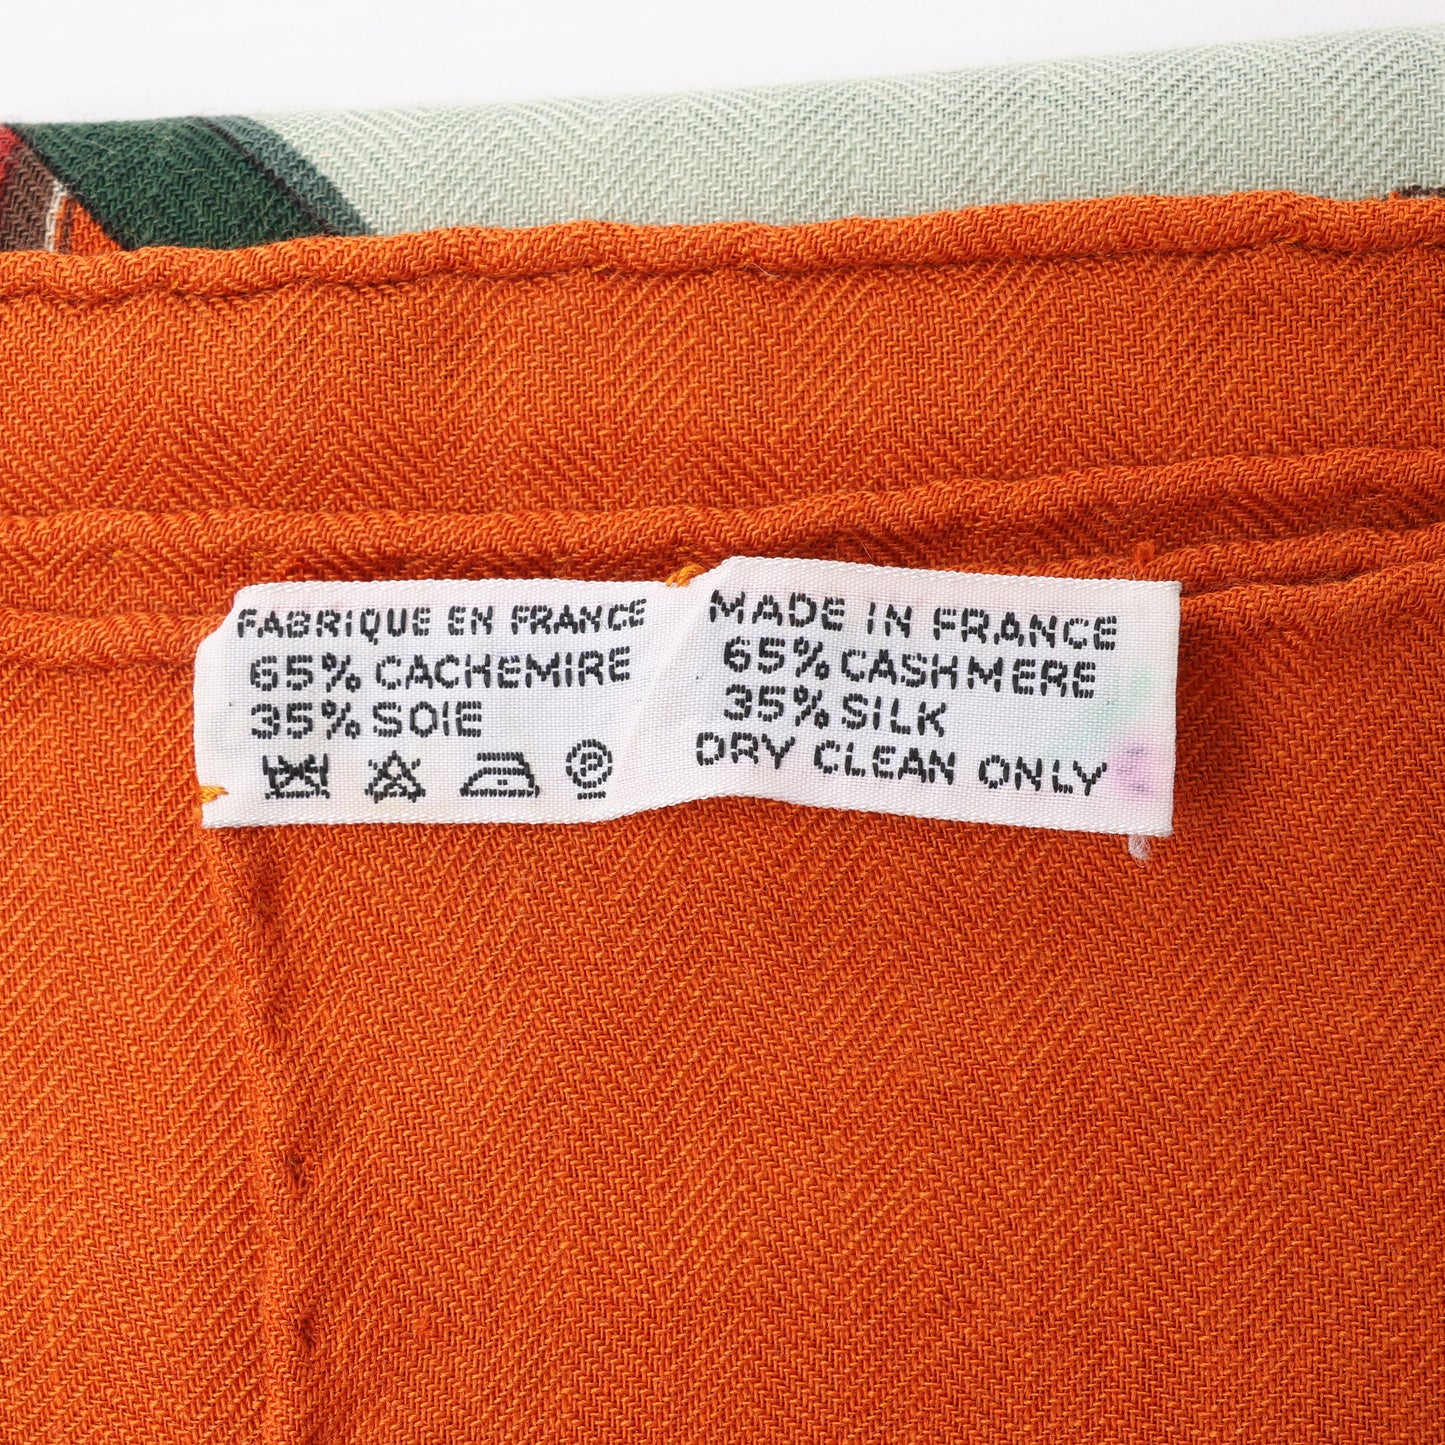 FABRIQUE EN FRANCE
65% CACHEMIRE
35% SOIE
MADE IN FRANCE
65% CASHMERE
35% SILK
DRY CLEAN ONLY
P